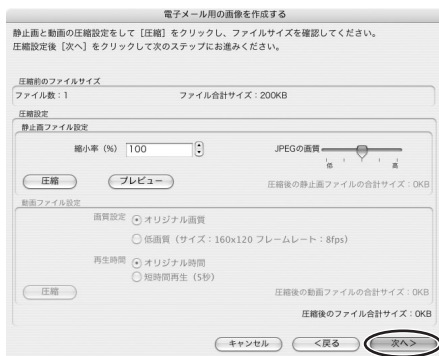 電子メール用の画像を作成する
静止画と動画の圧縮設定をして［圧縮］をクリックし、ファイルサイズを確認してください。
圧縮設定後［次へ］をクリックして次のステップにお進みください。
圧縮前のファイルサイズ
ファイル数：1 ファイル合計サイズ：200KB
圧縮設定
静止画ファイル設定
縮小率（%） 100 JPEGの画質
低 高
圧縮 プレビュー 圧縮後の静止画ファイルの合計サイズ：0KB
動画ファイル設定
画質設定 オリジナル画質
低画質（サイズ：160x120 フレームレート：8fps）
再生時間 オリジナル時間
短時間再生（5秒）
圧縮 圧縮後の動画ファイルの合計サイズ：0KB
圧縮後のファイル合計サイズ：0KB
キャンセル <戻る 次へ>